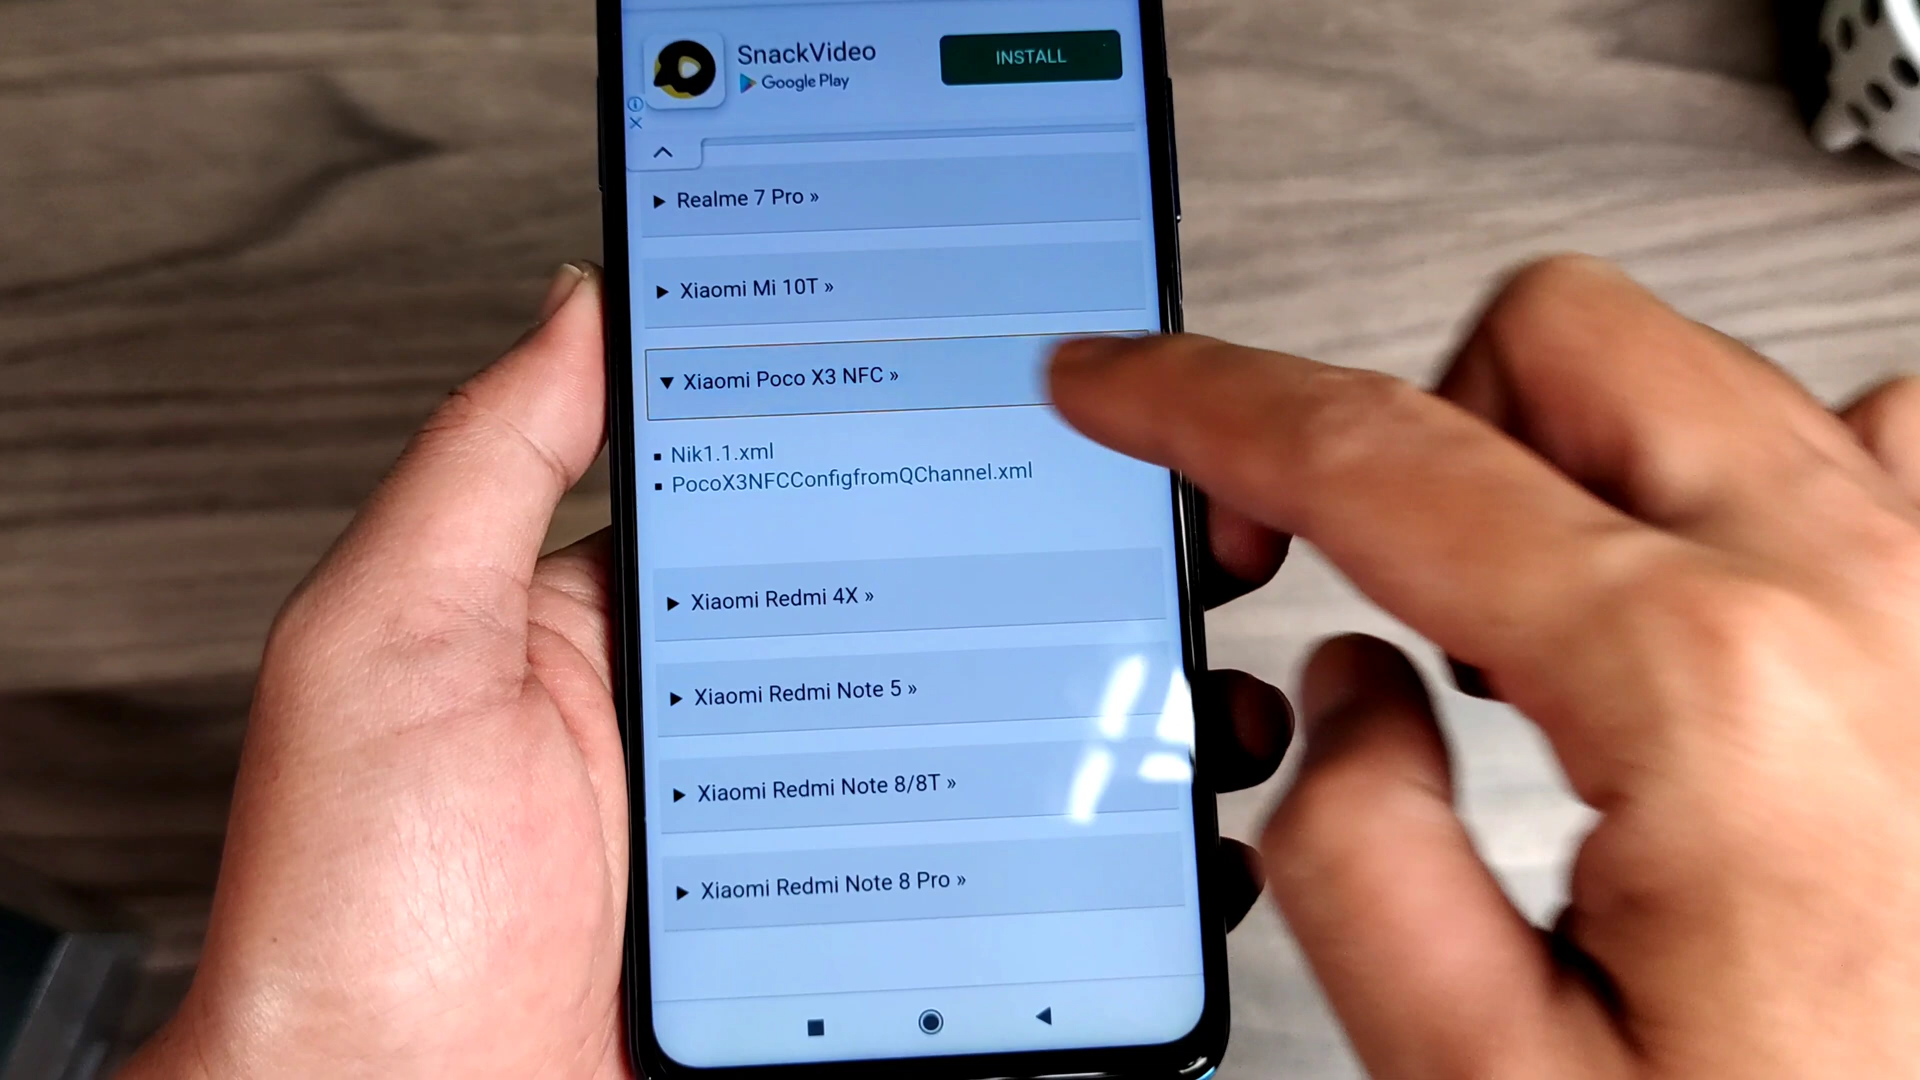 SnackVideo
Google Play
INSTALL
Realme 7 Pro »
Xiaomi Mi 10T »
Xiaomi Poco X3 NFC »
Nik1.1.xml
PocoX3NFCConfigfromQChannel.xml
Xiaomi Redmi 4X »
Xiaomi Redmi Note 5 »
Xiaomi Redmi Note 8/8T »
Xiaomi Redmi Note 8 Pro »